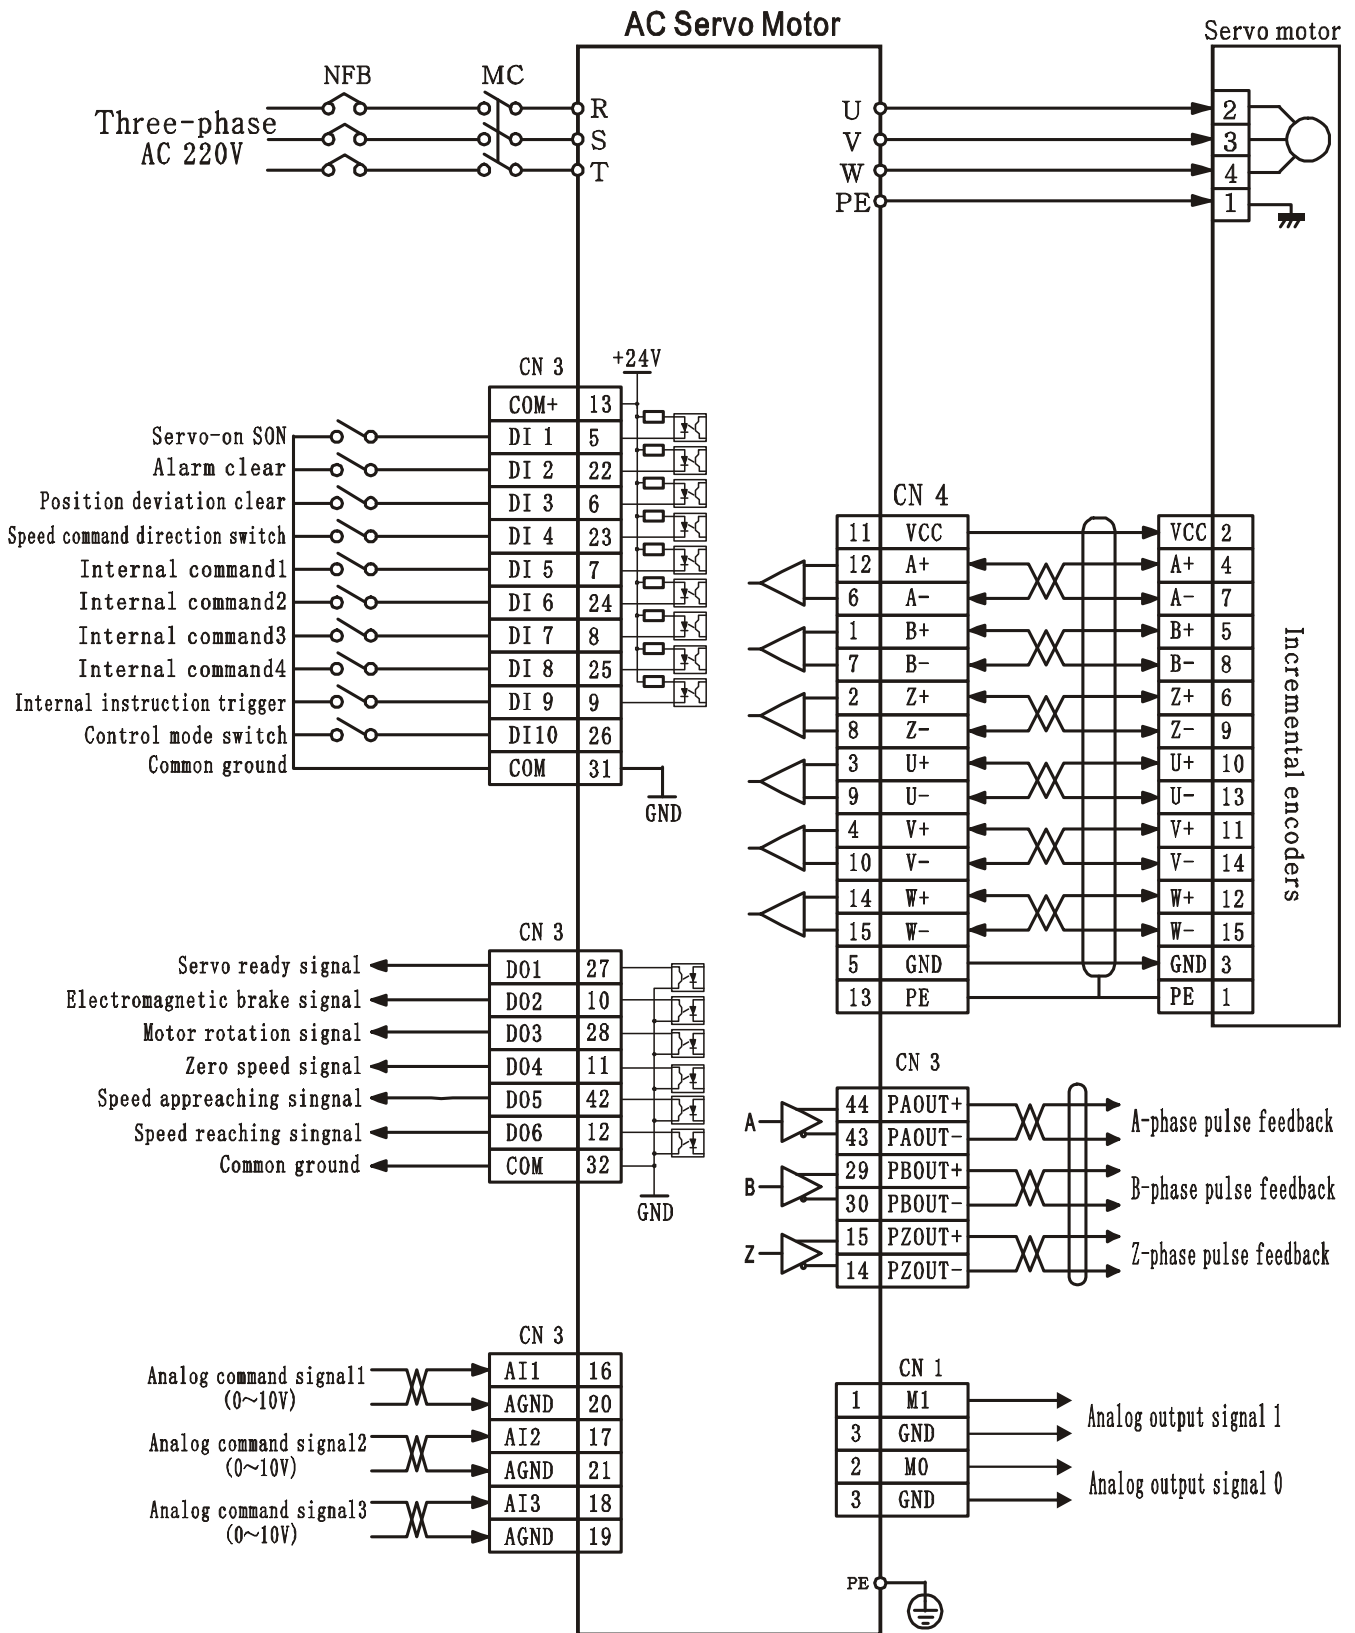 AC Servo Motor
Servo motor
NFB
MC
Three-phase
AC 220V
R
S
T
U
V
W
PE
2
3
4
1
CN 3
+24V
COM+ 13
Servo-on SON DI 1 5
Alarm clear DI 2 22
Position deviation clear DI 3 6
Speed command direction switch DI 4 23
Internal command1 DI 5 7
Internal command2 DI 6 24
Internal command3 DI 7 8
Internal command4 DI 8 25
Internal instruction trigger DI 9 9
Control mode switch DI10 26
Common ground COM 31
GND
CN 4
11 VCC VCC 2
12 A+ A+ 4
6 A- A- 7
1 B+ B+ 5
7 B- B- 8
2 Z+ Z+ 6
8 Z- Z- 9
3 U+ U+ 10
9 U- U- 13
4 V+ V+ 11
10 V- V- 14
14 W+ W+ 12
15 W- W- 15
5 GND GND 3
13 PE PE 1
Incremental encoders
CN 3
Servo ready signal DO1 27
Electromagnetic brake signal DO2 10
Motor rotation signal DO3 28
Zero speed signal DO4 11
Speed appreaching singnal DO5 42
Speed reaching singnal DO6 12
Common ground COM 32
GND
CN 3
44 PAOUT+
A
A-phase pulse feedback
43 PAOUT-
29 PBOUT+
B
B-phase pulse feedback
30 PBOUT-
15 PZOUT+
Z
Z-phase pulse feedback
14 PZOUT-
CN 3
Analog command signal1
(0~10V)
AI1 16
AGND 20
Analog command signal2
(0~10V)
AI2 17
AGND 21
Analog command signal3
(0~10V)
AI3 18
AGND 19
CN 1
1 M1
3 GND
Analog output signal 1
2 M0
3 GND
Analog output signal 0
PE